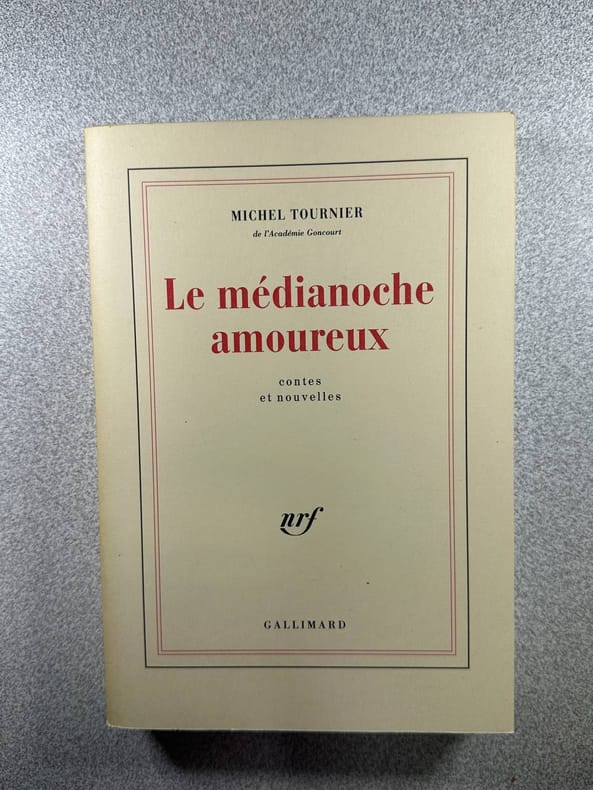 MICHEL TOURNIER
de l'Académie Goncourt
Le médianoche
amoureux
contes
et nouvelles
nrf
GALLIMARD